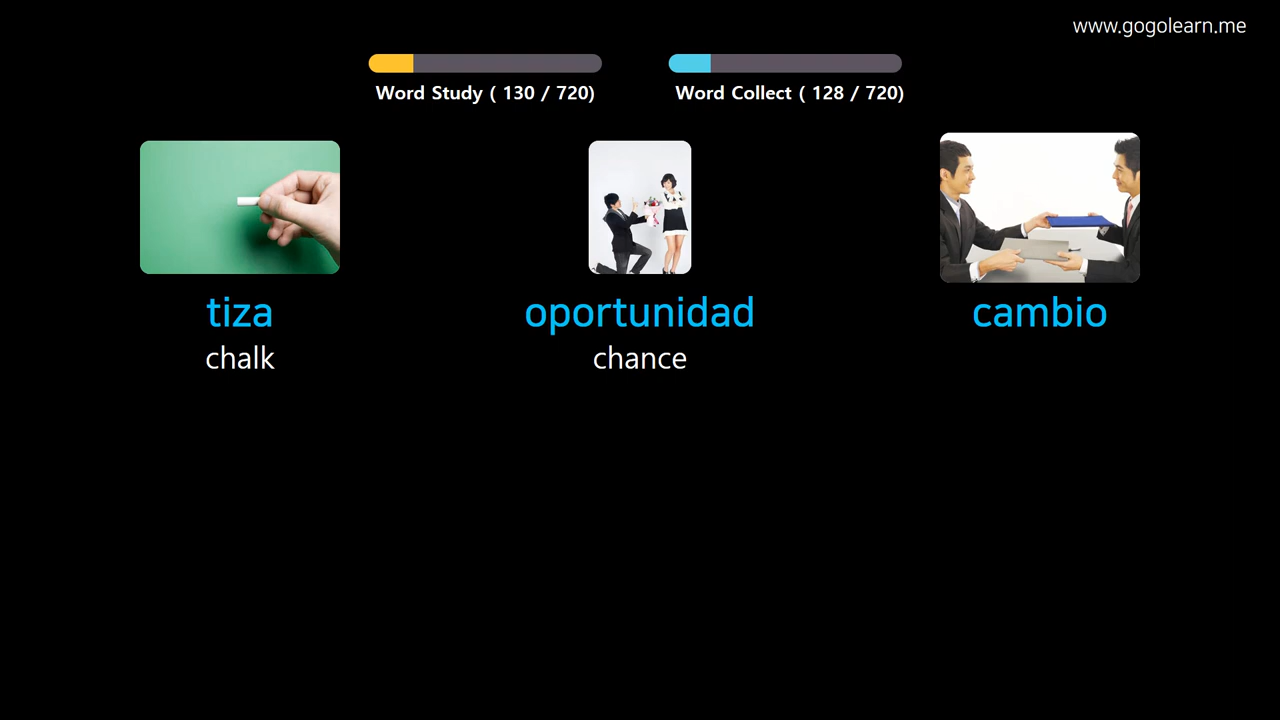 www.gogolearn.me
Word Study ( 130 / 720)
Word Collect ( 128 / 720)
tiza
oportunidad
cambio
chalk
chance